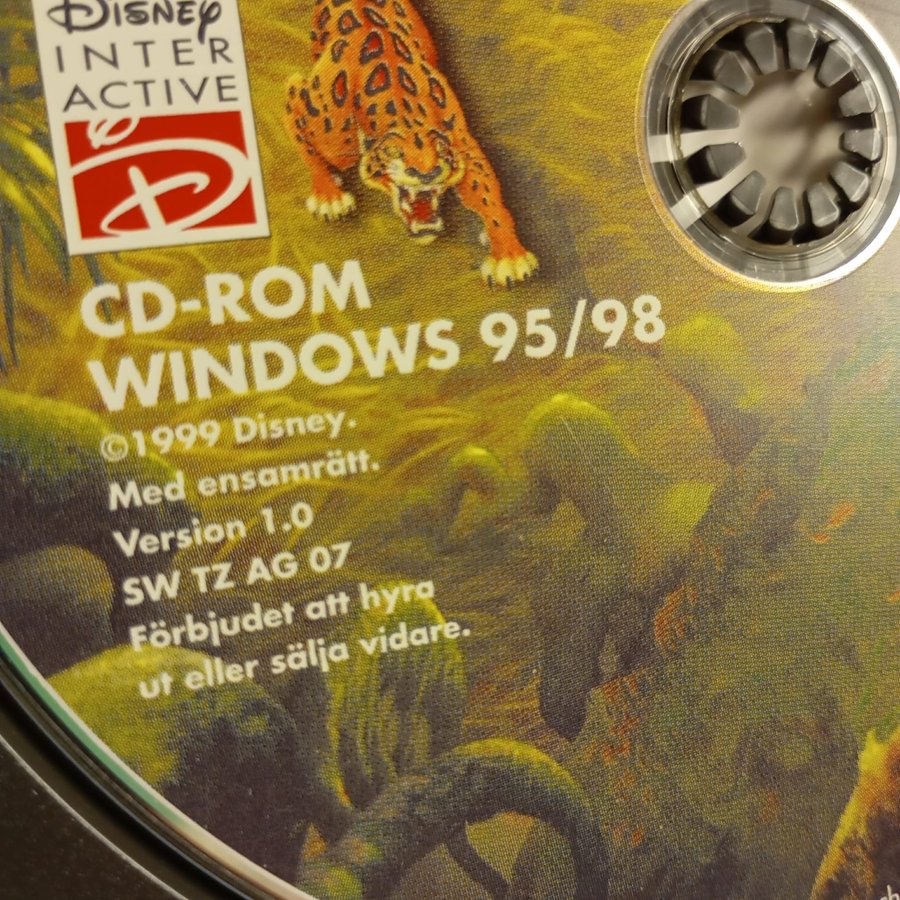 DISNEY
INTER
ACTIVE
CD-ROM
WINDOWS 95/98
©1999 Disney.
Med ensamrätt.
Version 1.0
SW TZ AG 07
Förbjudet att hyra
ut eller sälja vidare.